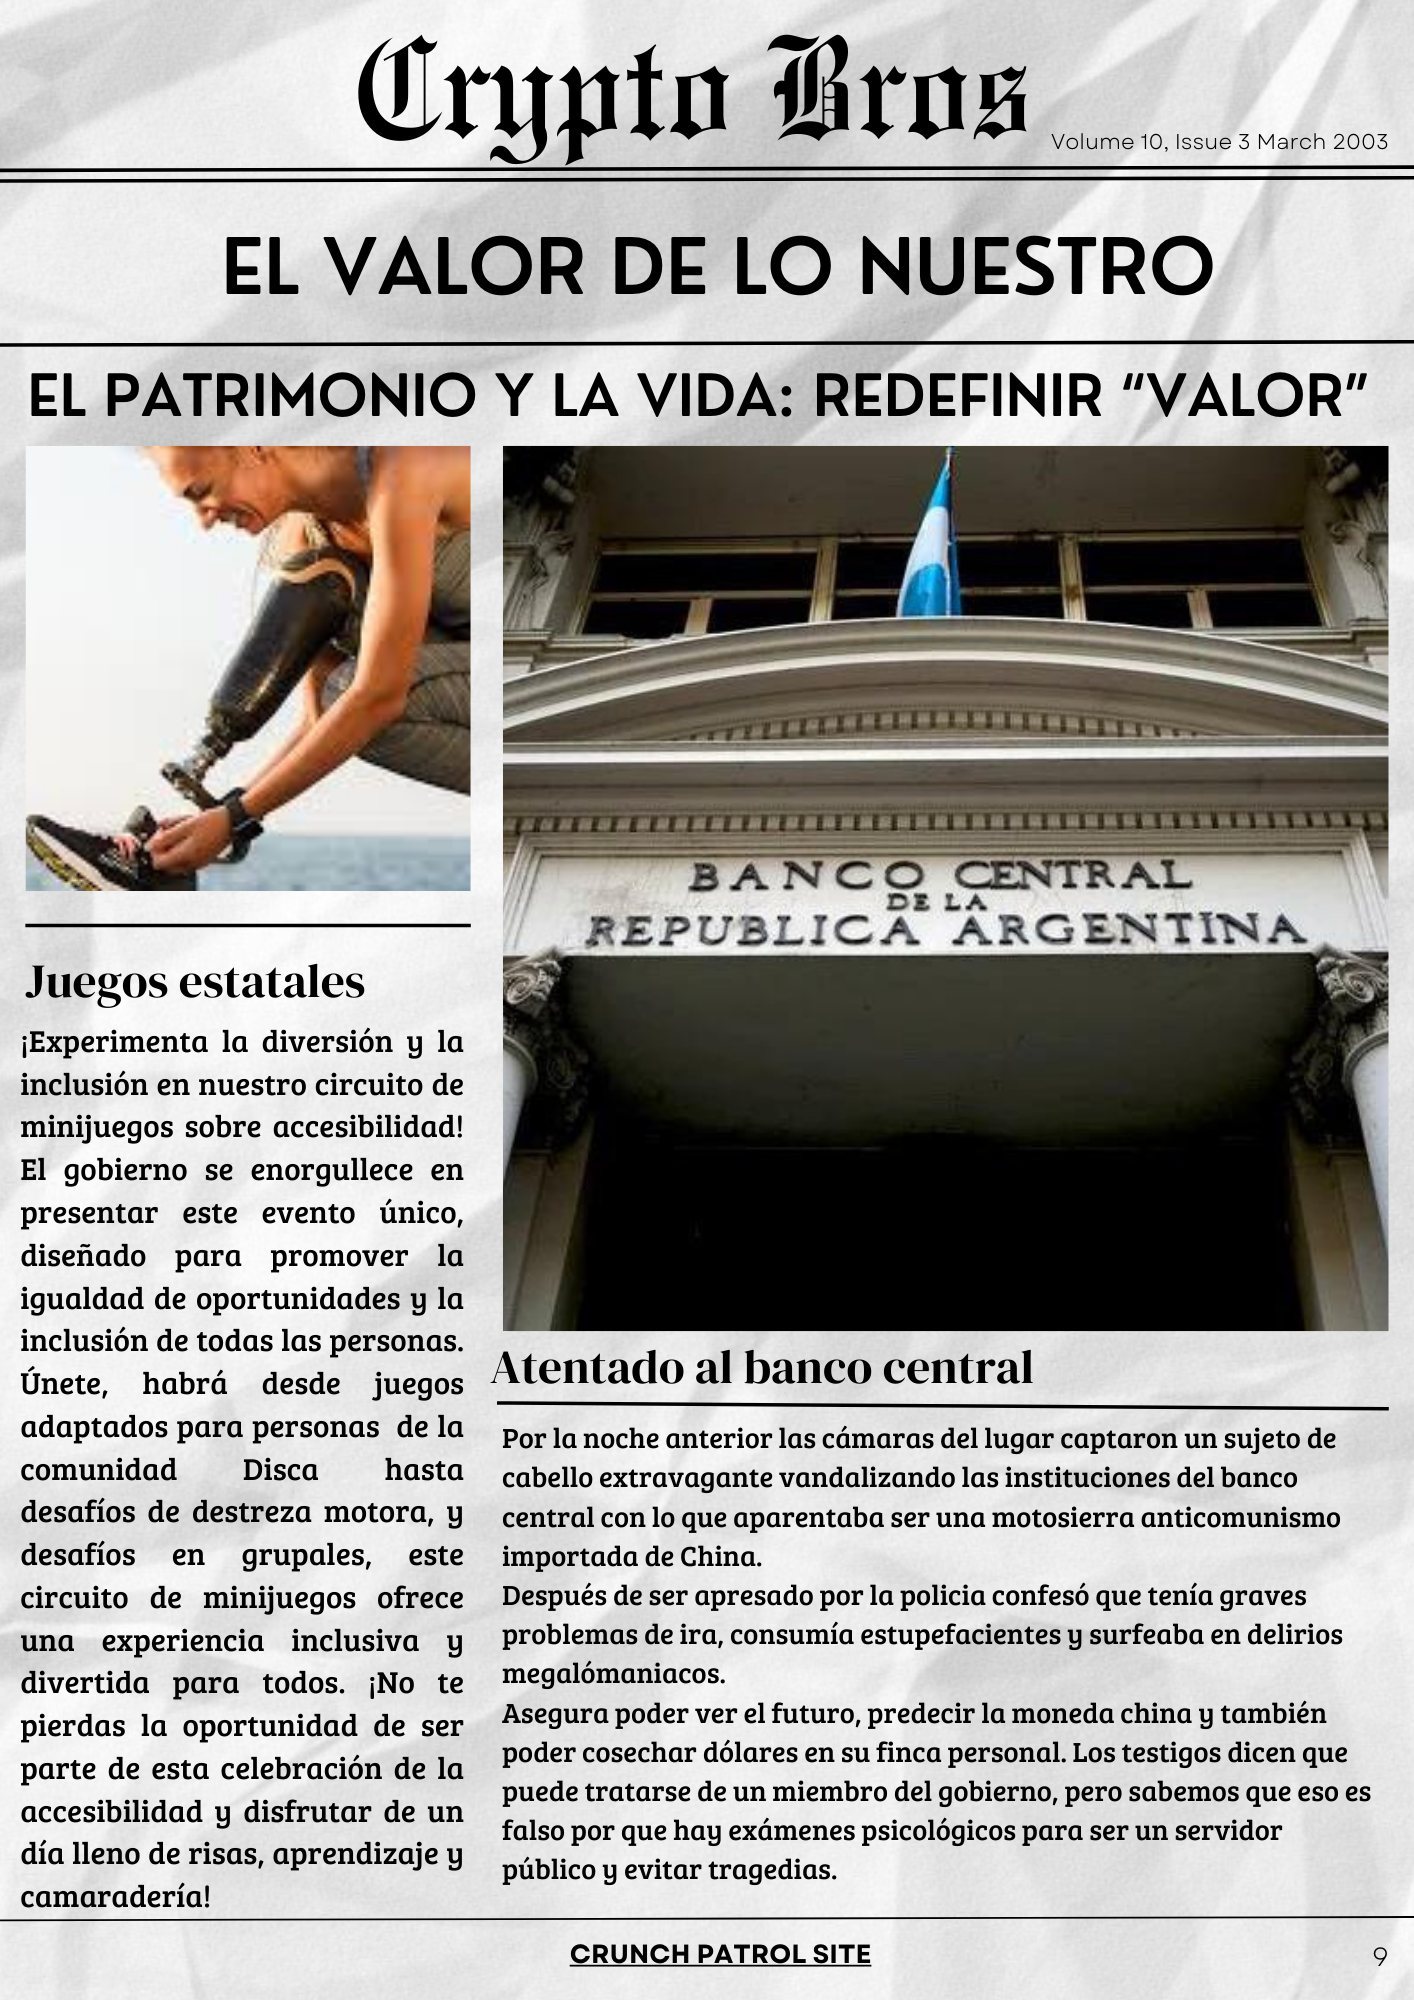 Crypto Bros
Volume 10, Issue 3 March 2003
EL VALOR DE LO NUESTRO
EL PATRIMONIO Y LA VIDA: REDEFINIR “VALOR”
BANCO CENTRAL
DE LA
REPUBLICA ARGENTINA
Juegos estatales
¡Experimenta la diversión y la
inclusión en nuestro circuito de
minijuegos sobre accesibilidad!
El gobierno se enorgullece en
presentar este evento único,
diseñado para promover la
igualdad de oportunidades y la
inclusión de todas las personas.
Únete, habrá desde juegos
adaptados para personas de la
comunidad Disca hasta
desafíos de destreza motora, y
desafíos en grupales, este
circuito de minijuegos ofrece
una experiencia inclusiva y
divertida para todos. ¡No te
pierdas la oportunidad de ser
parte de esta celebración de la
accesibilidad y disfrutar de un
día lleno de risas, aprendizaje y
camaradería!
Atentado al banco central
Por la noche anterior las cámaras del lugar captaron un sujeto de
cabello extravagante vandalizando las instituciones del banco
central con lo que aparentaba ser una motosierra anticomunismo
importada de China.
Después de ser apresado por la policia confesó que tenía graves
problemas de ira, consumía estupefacientes y surfeaba en delirios
megalómaniacos.
Asegura poder ver el futuro, predecir la moneda china y también
poder cosechar dólares en su finca personal. Los testigos dicen que
puede tratarse de un miembro del gobierno, pero sabemos que eso es
falso por que hay exámenes psicológicos para ser un servidor
público y evitar tragedias.
CRUNCH PATROL SITE
9